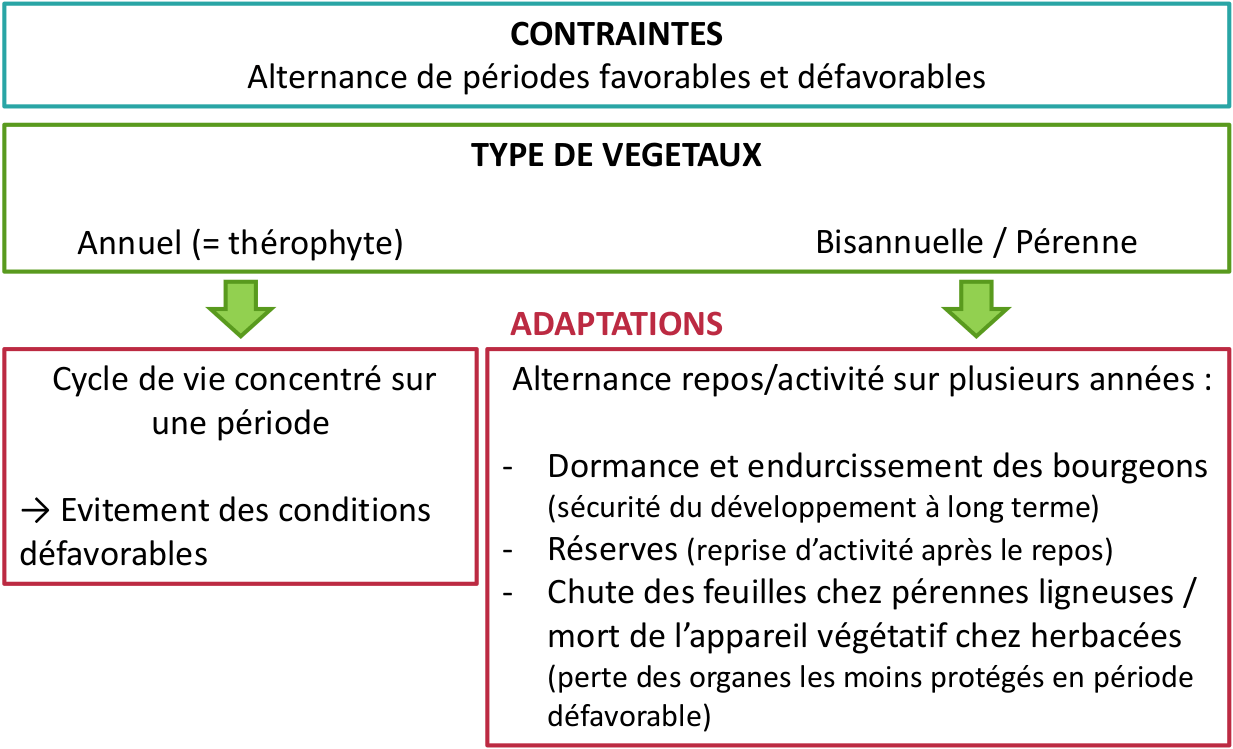 CONTRAINTES
Alternance de périodes favorables et défavorables
TYPE DE VEGETAUX
Annuel (= thérophyte)
Bisannuelle / Pérenne
ADAPTATIONS
Cycle de vie concentré sur
une période
→ Evitement des conditions
défavorables
Alternance repos/activité sur plusieurs années :
- Dormance et endurcissement des bourgeons
(sécurité du développement à long terme)
- Réserves (reprise d’activité après le repos)
- Chute des feuilles chez pérennes ligneuses /
mort de l’appareil végétatif chez herbacées
(perte des organes les moins protégés en période
défavorable)